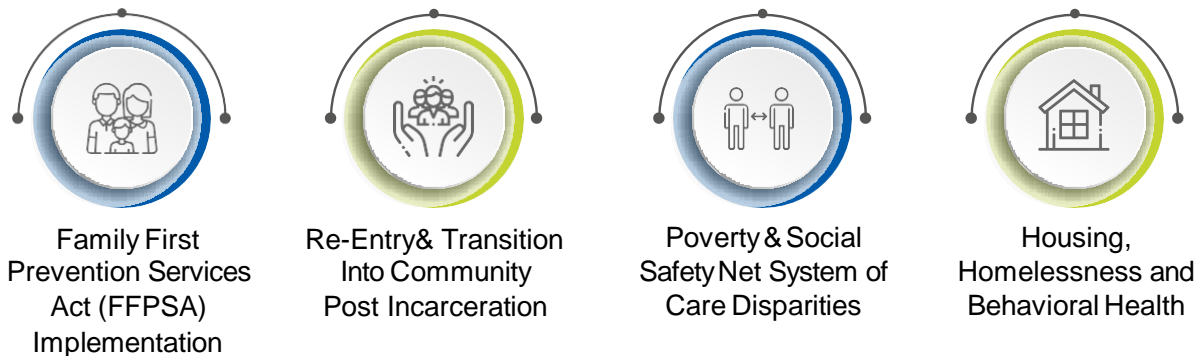 Family First
Prevention Services
Act (FFPSA)
Implementation
Re-Entry& Transition
Into Community
Post Incarceration
Poverty & Social
Safety Net System of
Care Disparities
Housing,
Homelessness and
Behavioral Health